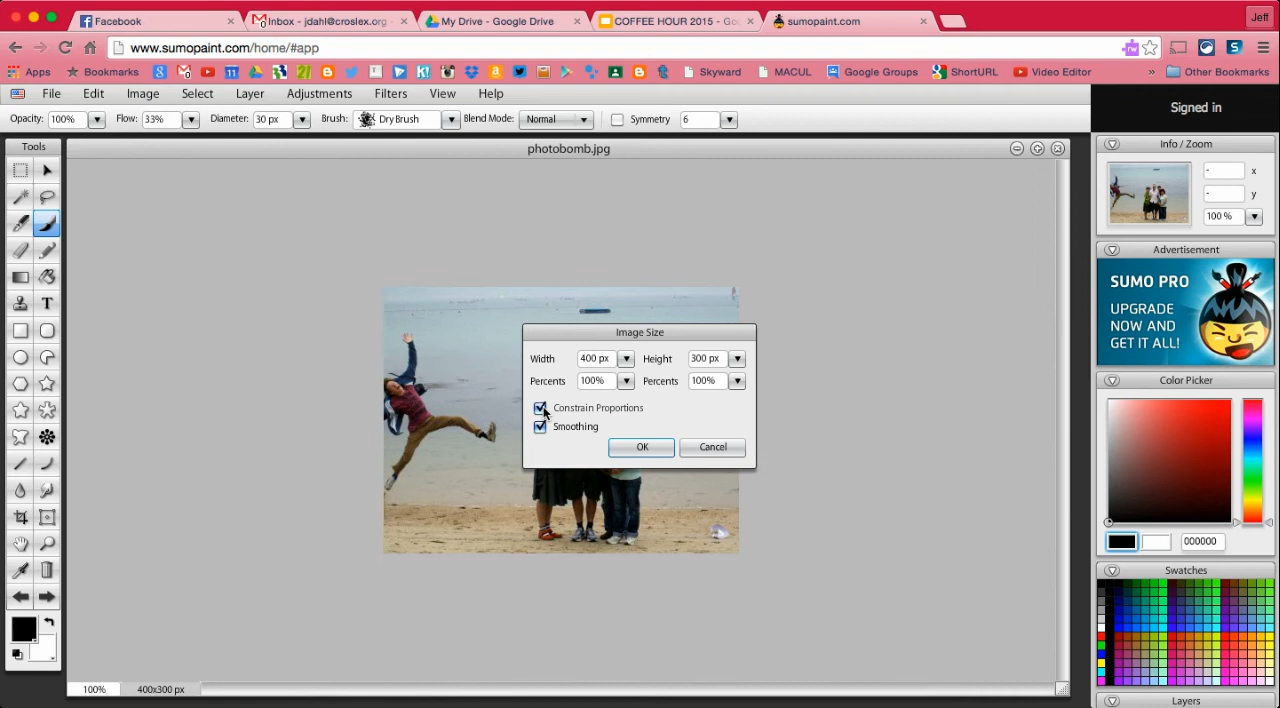 Facebook
Inbox - jdahl@croslex.org
My Drive - Google Drive
COFFEE HOUR 2015 - Go
sumopaint.com
Jeff
www.sumopaint.com/home/#app
Apps
Bookmarks
Skyward
MACUL
Google Groups
ShortURL
Video Editor
»
Other Bookmarks
File Edit Image Select Layer Adjustments Filters View Help
Signed in
Opacity: 100% Flow: 33% Diameter: 30 px Brush: Dry Brush Blend Mode: Normal Symmetry 6
Tools
photobomb.jpg
Info / Zoom
- x
- y
100 %
Advertisement
SUMO PRO
UPGRADE
NOW AND
GET IT ALL!
Image Size
Width 400 px Height 300 px
Percents 100% Percents 100%
Constrain Proportions
Smoothing
OK Cancel
Color Picker
000000
Swatches
Layers
100% 400x300 px